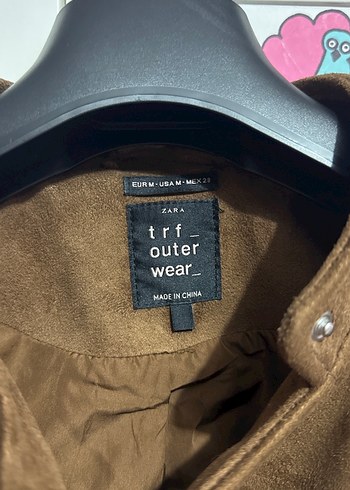 EUR M · USA M · MEX 28
ZARA
trf_
outer
wear_
MADE IN CHINA